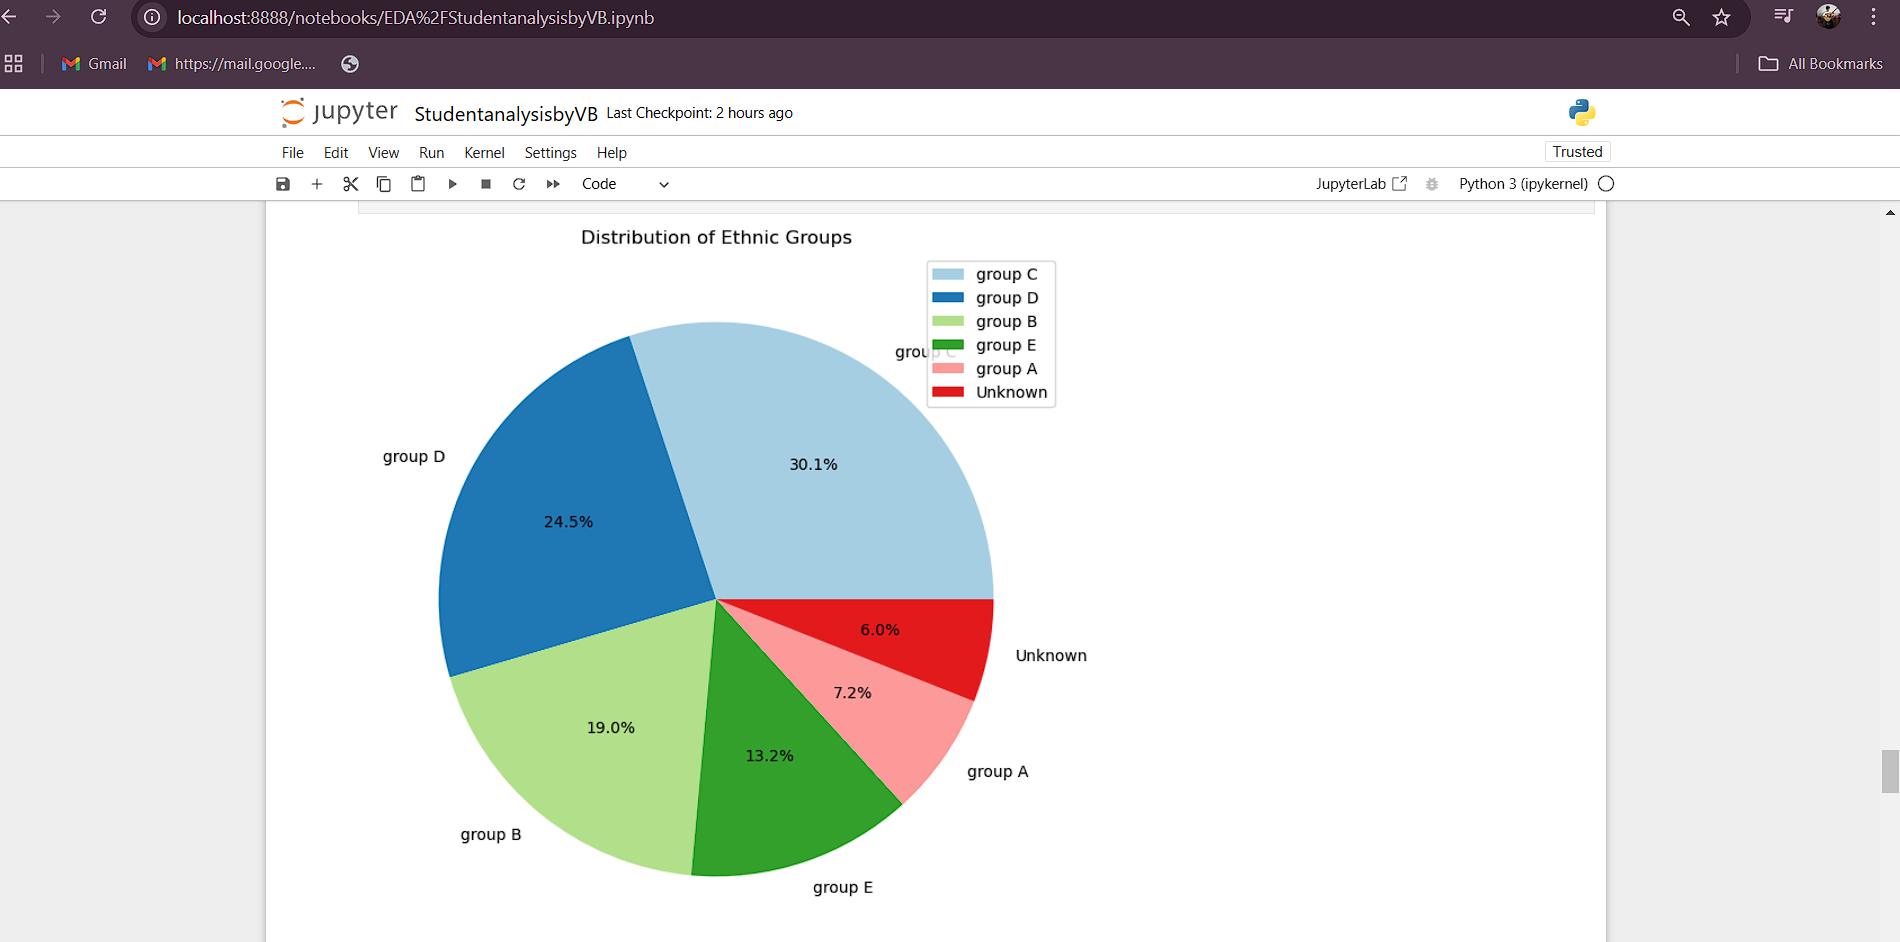 localhost:8888/notebooks/EDA%2FStudentanalysisbyVB.ipynb
Gmail
https://mail.google....
All Bookmarks
jupyter StudentanalysisbyVB Last Checkpoint: 2 hours ago
File Edit View Run Kernel Settings Help
Trusted
Code
JupyterLab
Python 3 (ipykernel)
Distribution of Ethnic Groups
group C
group D
group B
group E
group A
Unknown
group C
30.1%
group D
24.5%
6.0%
Unknown
7.2%
19.0%
13.2%
group A
group B
group E